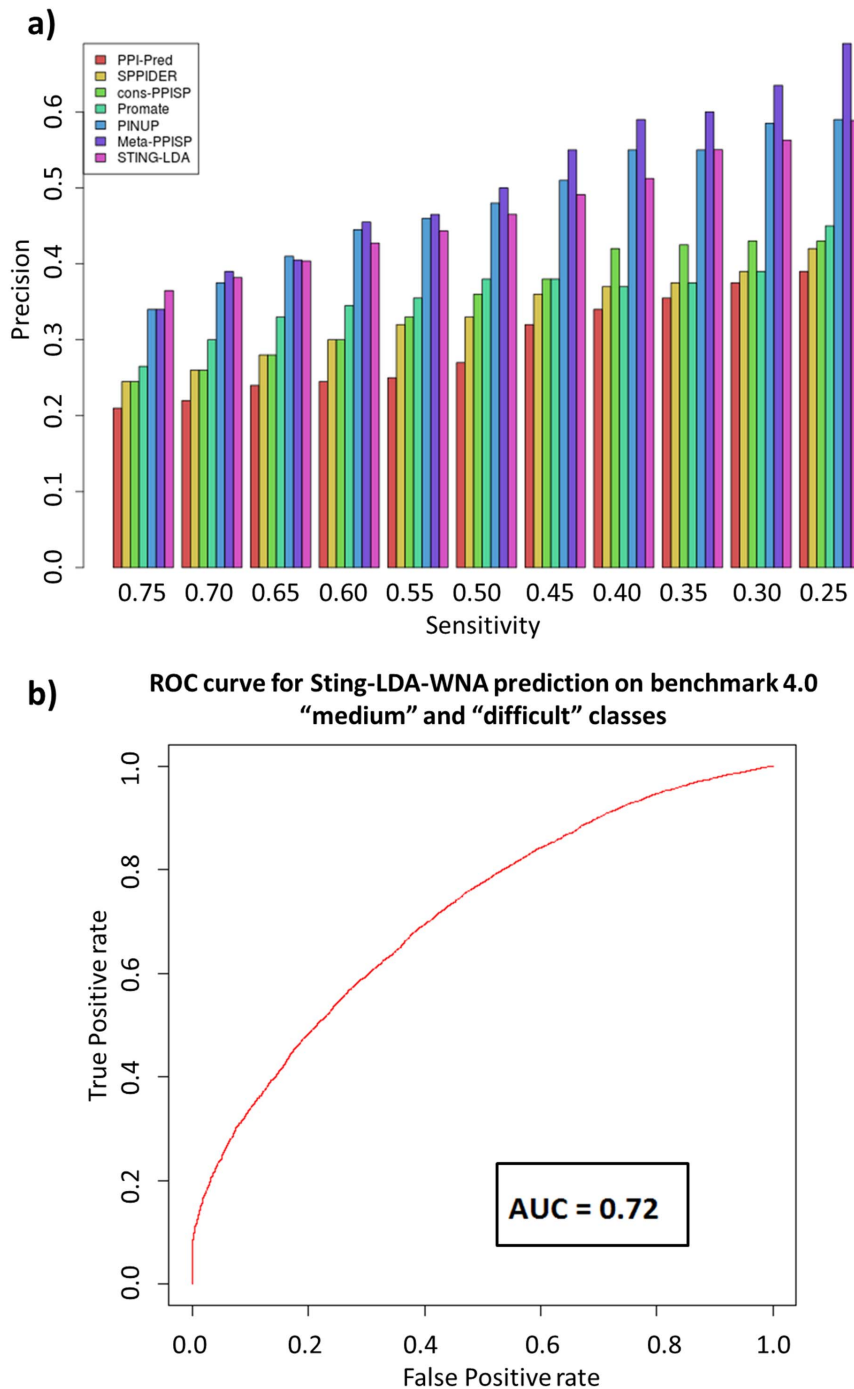 a)
PPI-Pred
SPPIDER
cons-PPISP
Promate
PINUP
Meta-PPISP
STING-LDA
Precision
0.0 0.1 0.2 0.3 0.4 0.5 0.6
0.75 0.70 0.65 0.60 0.55 0.50 0.45 0.40 0.35 0.30 0.25
Sensitivity
b)
ROC curve for Sting-LDA-WNA prediction on benchmark 4.0
“medium” and “difficult” classes
True Positive rate
0.0 0.2 0.4 0.6 0.8 1.0
AUC = 0.72
0.0 0.2 0.4 0.6 0.8 1.0
False Positive rate